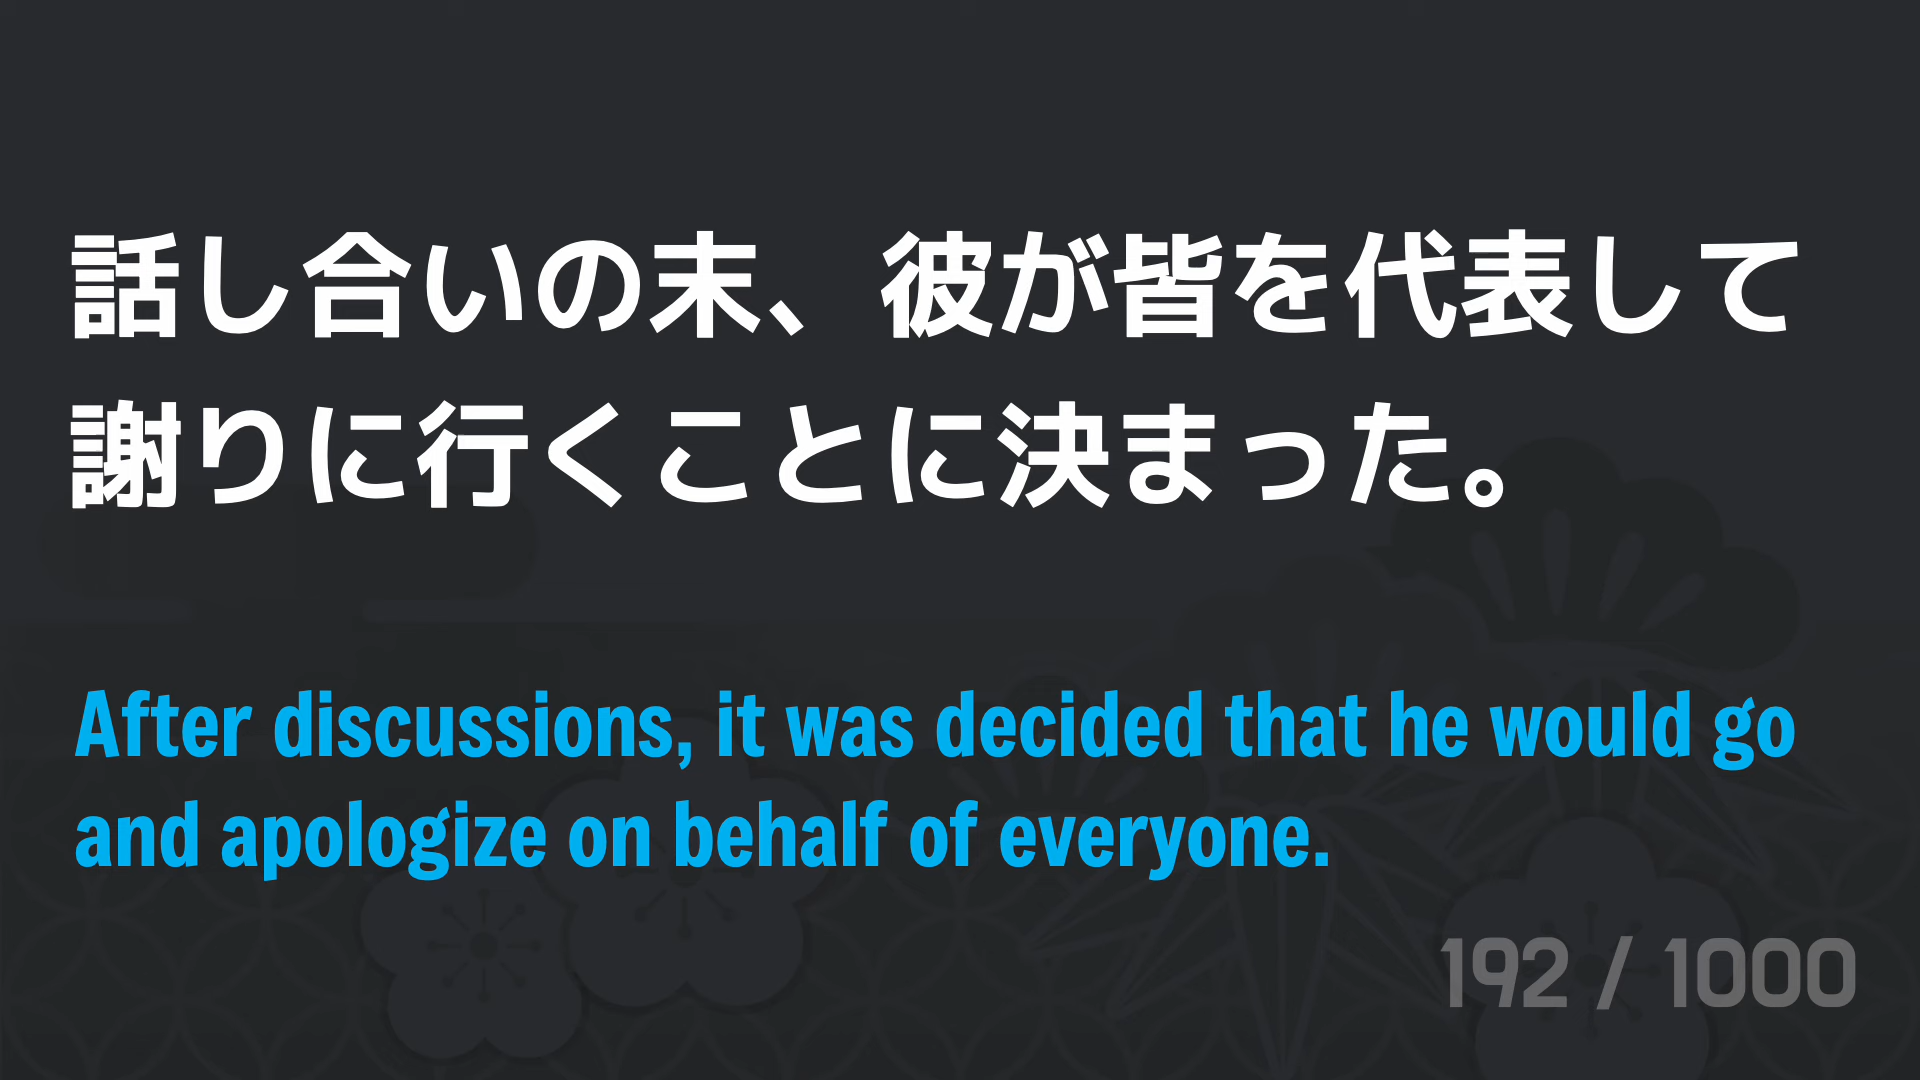 話し合いの末、彼が皆を代表して
謝りに行くことに決まった。
After discussions, it was decided that he would go
and apologize on behalf of everyone.
192 / 1000